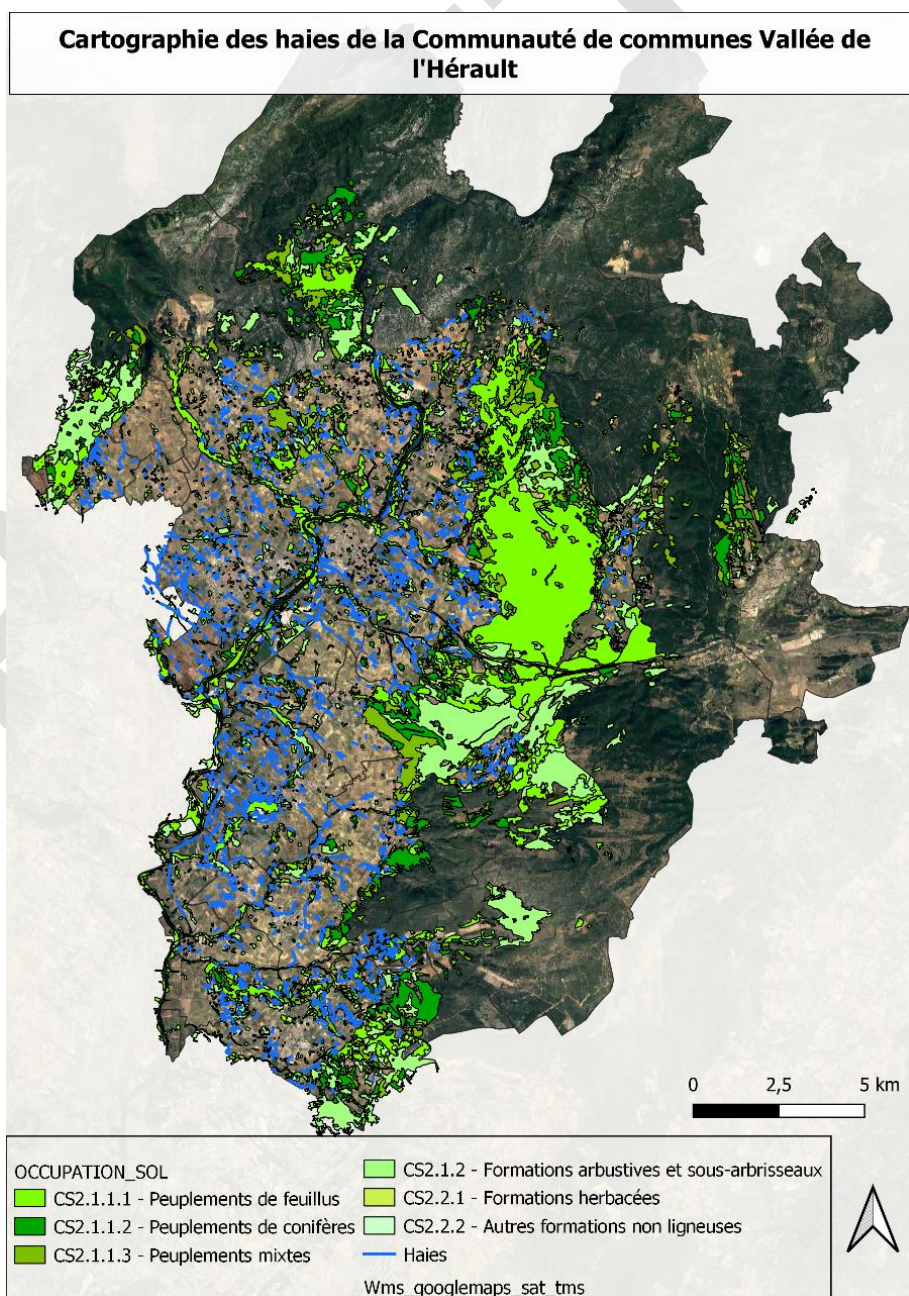 Cartographie des haies de la Communauté de communes Vallée de
l'Hérault
0 2,5 5 km
OCCUPATION_SOL
CS2.1.1.1 - Peuplements de feuillus
CS2.1.1.2 - Peuplements de conifères
CS2.1.1.3 - Peuplements mixtes
CS2.1.2 - Formations arbustives et sous-arbrisseaux
CS2.2.1 - Formations herbacées
CS2.2.2 - Autres formations non ligneuses
Haies
Wms_googlemaps_sat_tms